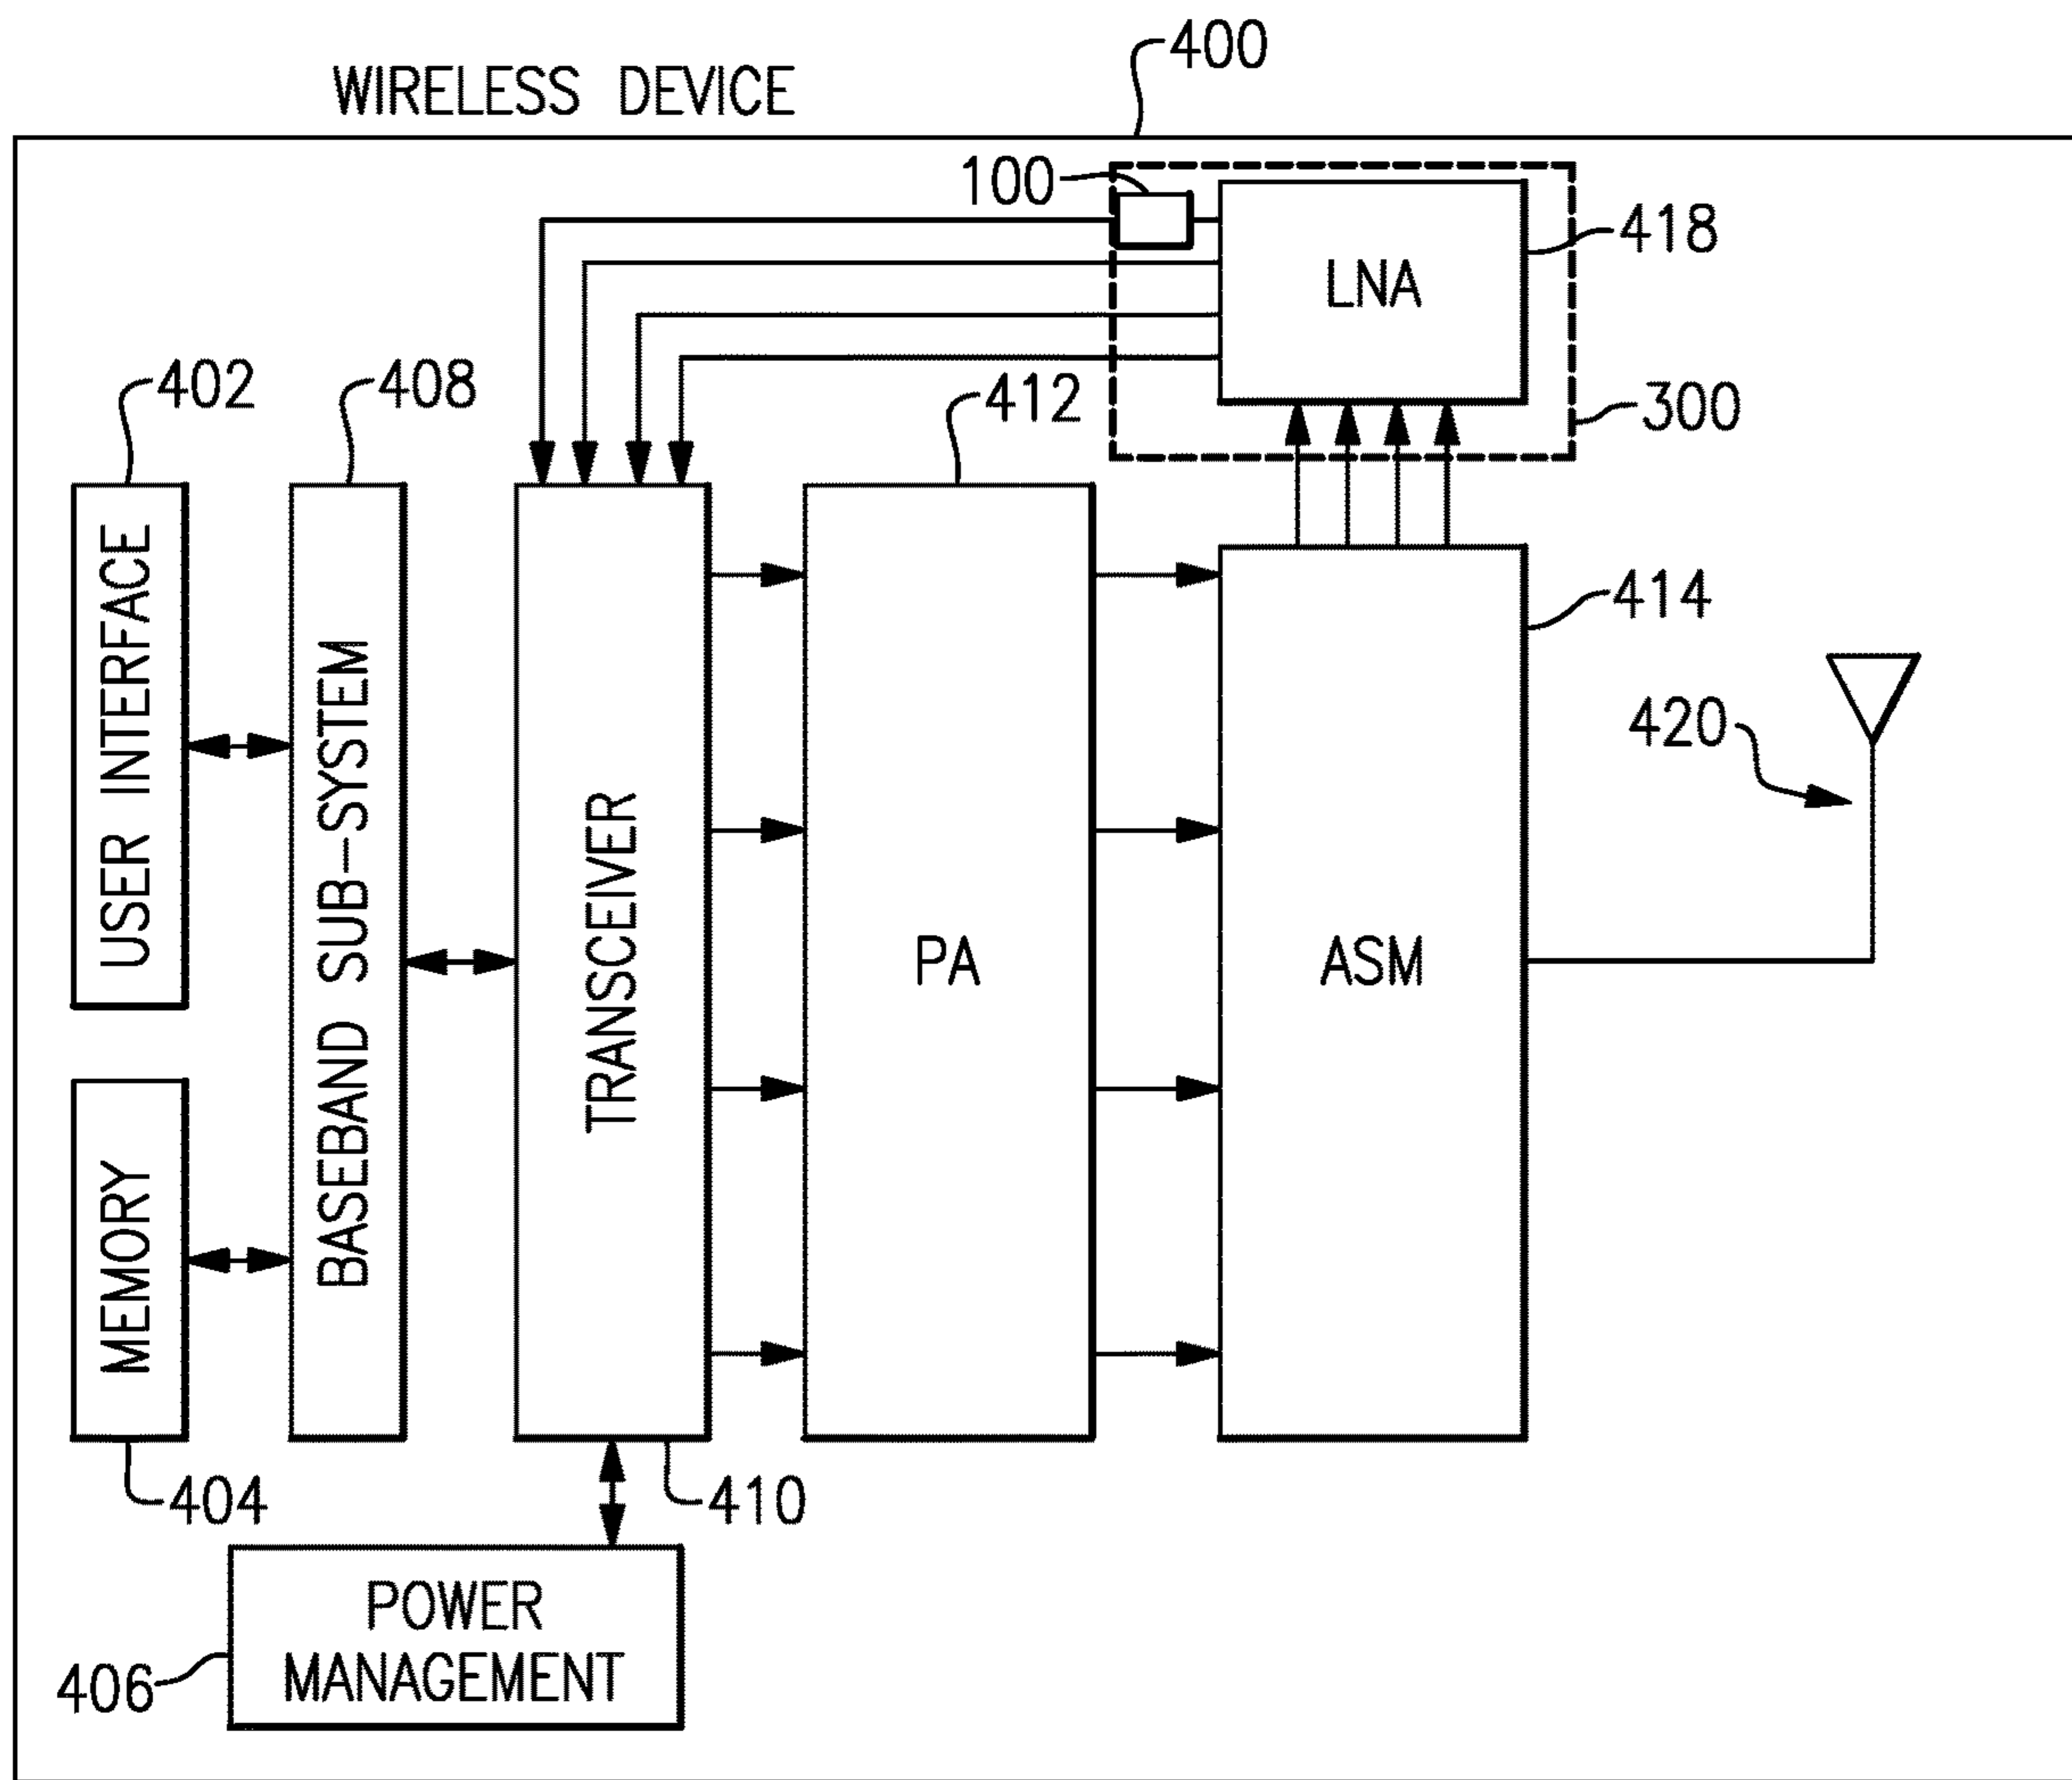 WIRELESS DEVICE
400
100
418
LNA
300
402
408
412
414
420
USER INTERFACE
BASEBAND SUB-SYSTEM
TRANSCEIVER
PA
ASM
MEMORY
404
410
POWER
MANAGEMENT
406